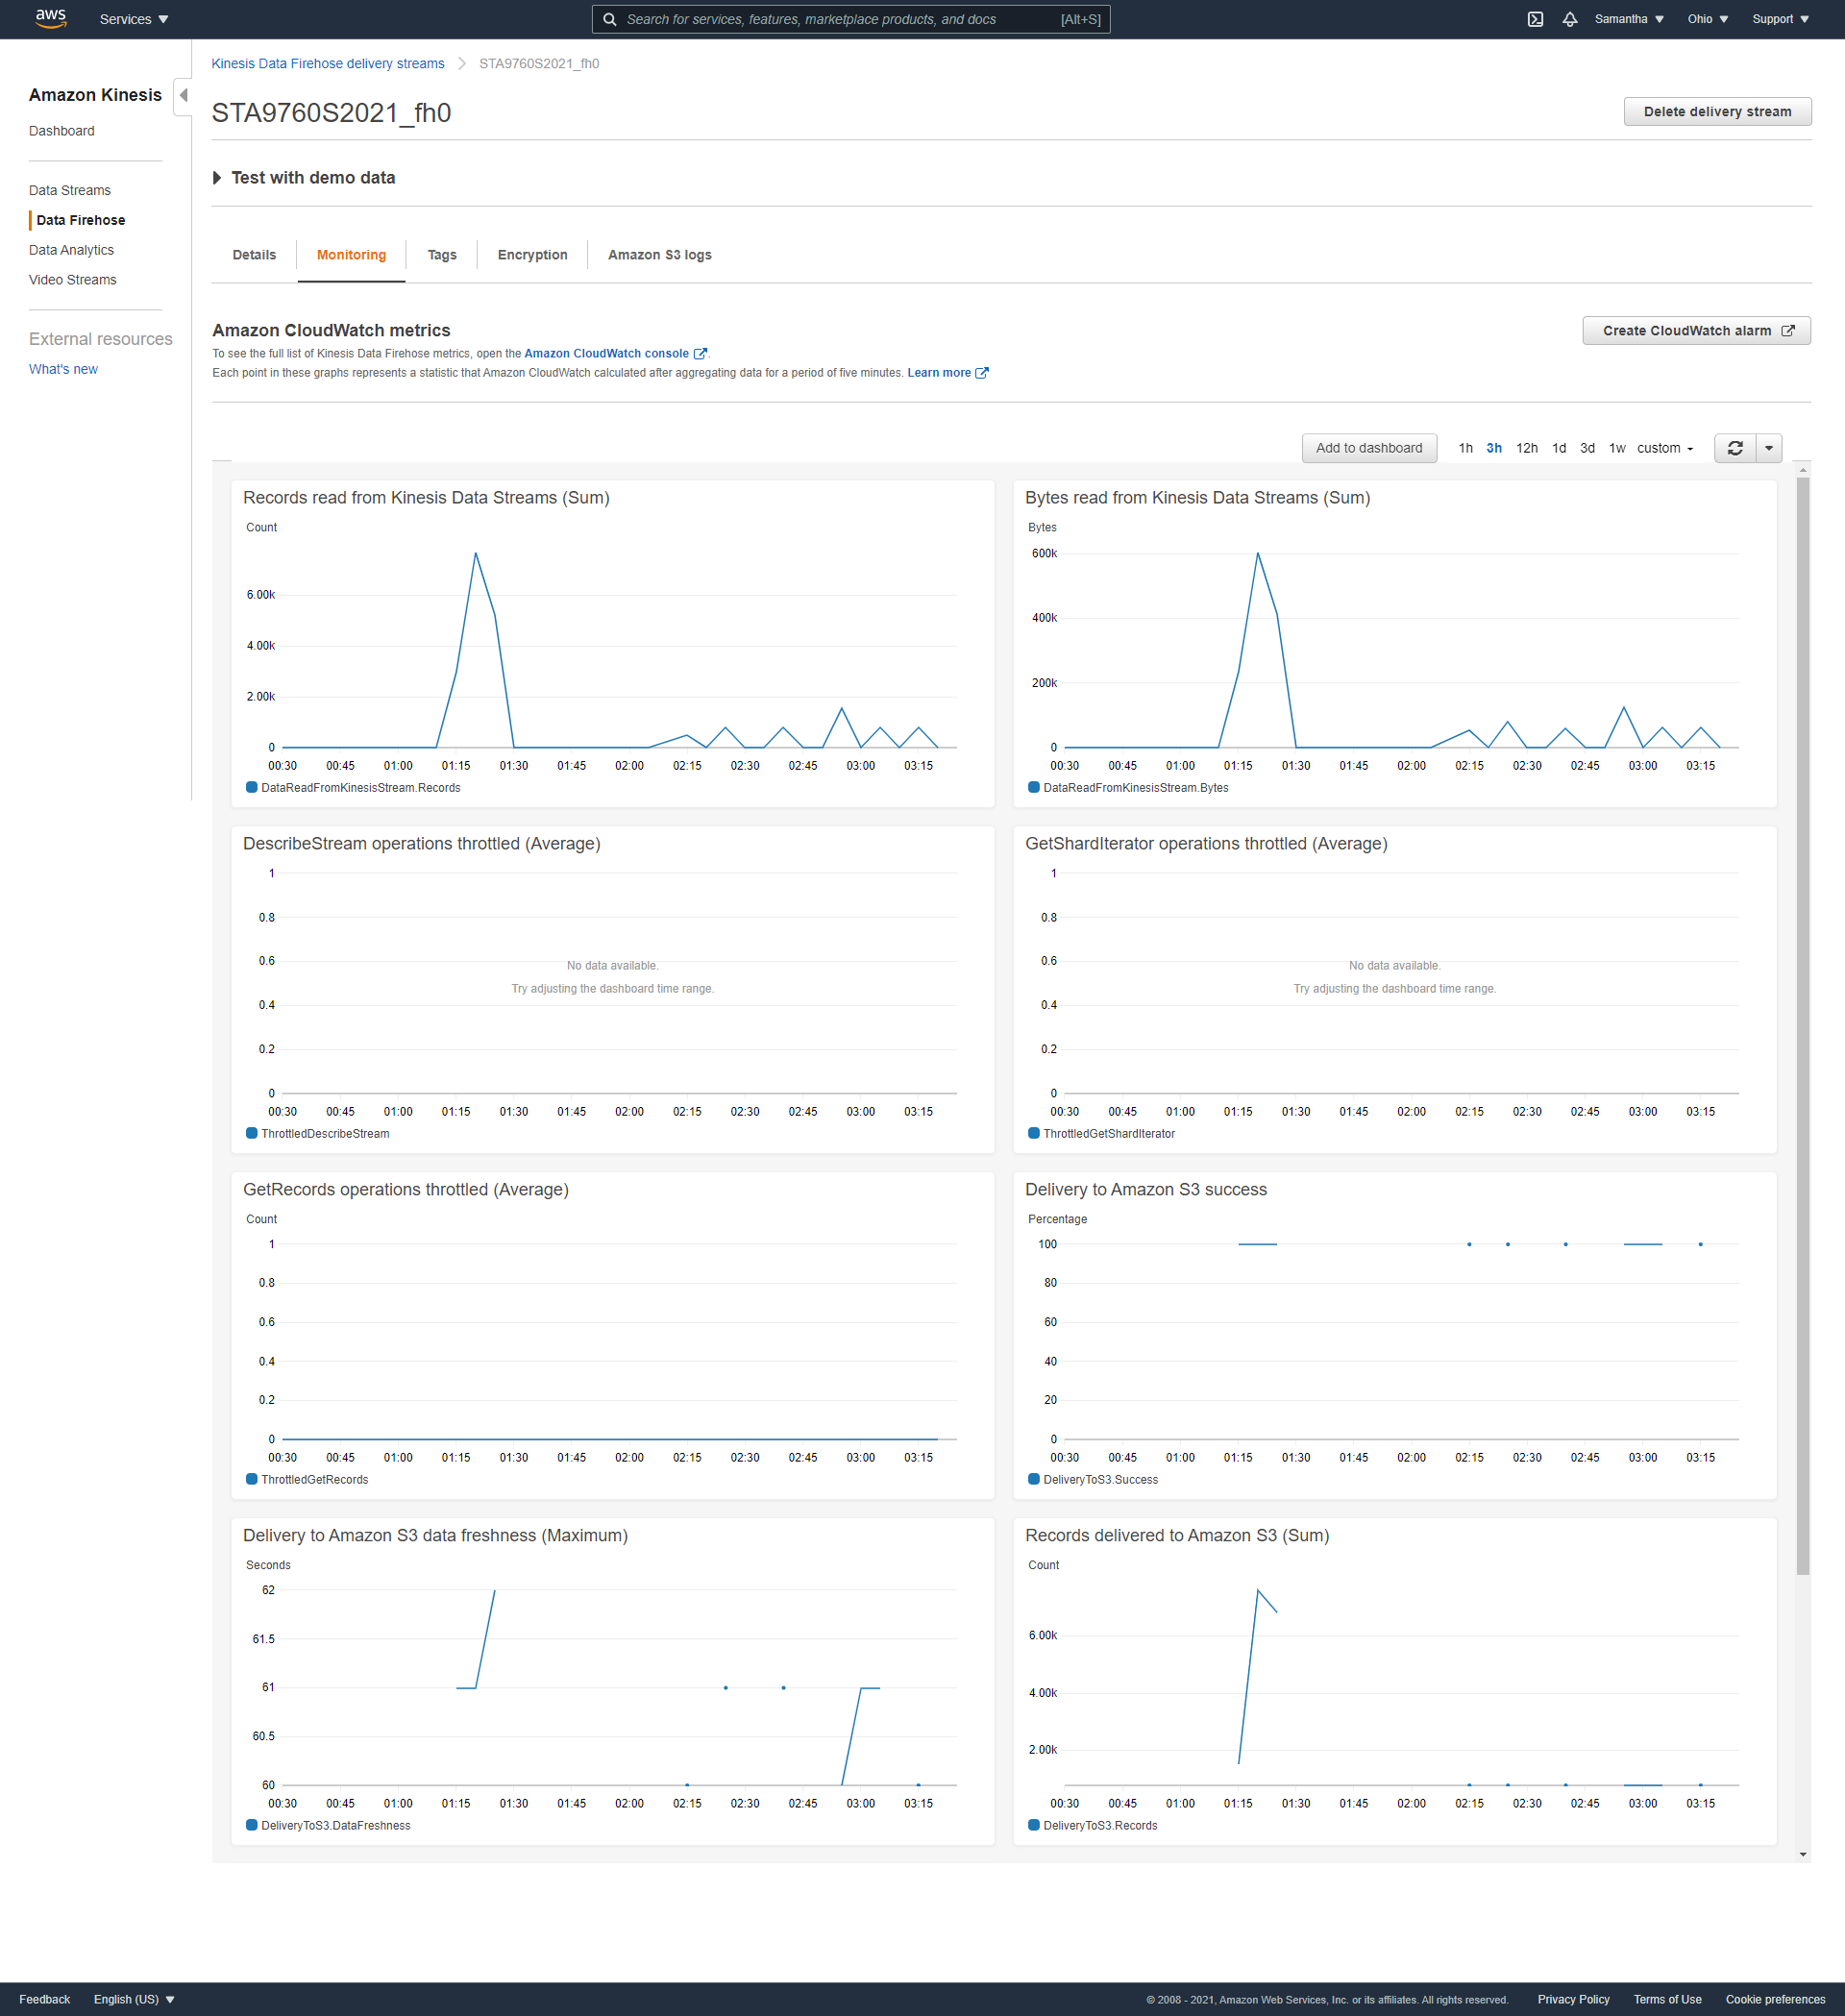 aws
Services
Search for services, features, marketplace products, and docs [Alt+S]
Samantha
Ohio
Support
Amazon Kinesis
Dashboard
Data Streams
Data Firehose
Data Analytics
Video Streams
External resources
What's new
Kinesis Data Firehose delivery streams STA9760S2021_fh0
STA9760S2021_fh0
Delete delivery stream
Test with demo data
Details Monitoring Tags Encryption Amazon S3 logs
Amazon CloudWatch metrics
Create CloudWatch alarm
To see the full list of Kinesis Data Firehose metrics, open the Amazon CloudWatch console.
Each point in these graphs represents a statistic that Amazon CloudWatch calculated after aggregating data for a period of five minutes. Learn more
Add to dashboard 1h 3h 12h 1d 3d 1w custom
Records read from Kinesis Data Streams (Sum)
Count
6.00k
4.00k
2.00k
0
00:30 00:45 01:00 01:15 01:30 01:45 02:00 02:15 02:30 02:45 03:00 03:15
DataReadFromKinesisStream.Records
Bytes read from Kinesis Data Streams (Sum)
Bytes
600k
400k
200k
0
00:30 00:45 01:00 01:15 01:30 01:45 02:00 02:15 02:30 02:45 03:00 03:15
DataReadFromKinesisStream.Bytes
DescribeStream operations throttled (Average)
1
0.8
0.6
No data available.
Try adjusting the dashboard time range.
0.4
0.2
0
00:30 00:45 01:00 01:15 01:30 01:45 02:00 02:15 02:30 02:45 03:00 03:15
ThrottledDescribeStream
GetShardIterator operations throttled (Average)
1
0.8
0.6
No data available.
Try adjusting the dashboard time range.
0.4
0.2
0
00:30 00:45 01:00 01:15 01:30 01:45 02:00 02:15 02:30 02:45 03:00 03:15
ThrottledGetShardIterator
GetRecords operations throttled (Average)
Count
1
0.8
0.6
0.4
0.2
0
00:30 00:45 01:00 01:15 01:30 01:45 02:00 02:15 02:30 02:45 03:00 03:15
ThrottledGetRecords
Delivery to Amazon S3 success
Percentage
100
80
60
40
20
0
00:30 00:45 01:00 01:15 01:30 01:45 02:00 02:15 02:30 02:45 03:00 03:15
DeliveryToS3.Success
Delivery to Amazon S3 data freshness (Maximum)
Seconds
62
61.5
61
60.5
60
00:30 00:45 01:00 01:15 01:30 01:45 02:00 02:15 02:30 02:45 03:00 03:15
DeliveryToS3.DataFreshness
Records delivered to Amazon S3 (Sum)
Count
6.00k
4.00k
2.00k
00:30 00:45 01:00 01:15 01:30 01:45 02:00 02:15 02:30 02:45 03:00 03:15
DeliveryToS3.Records
Feedback English (US)
© 2008 - 2021, Amazon Web Services, Inc. or its affiliates. All rights reserved. Privacy Policy Terms of Use Cookie preferences